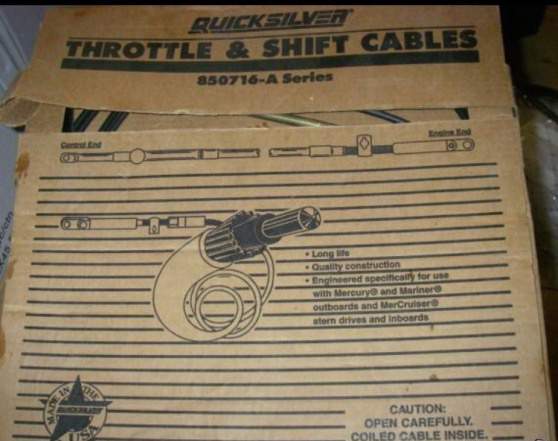 QUICKSILVER®
THROTTLE & SHIFT CABLES
850716-A Series
Control End
Engine End
• Long life
• Quality construction
• Engineered specifically for use
with Mercury® and Mariner®
outboards and MerCruiser®
stern drives and inboards
MADE IN THE
QUICKSILVER
USA
CAUTION:
OPEN CAREFULLY.
COILED CABLE INSIDE.